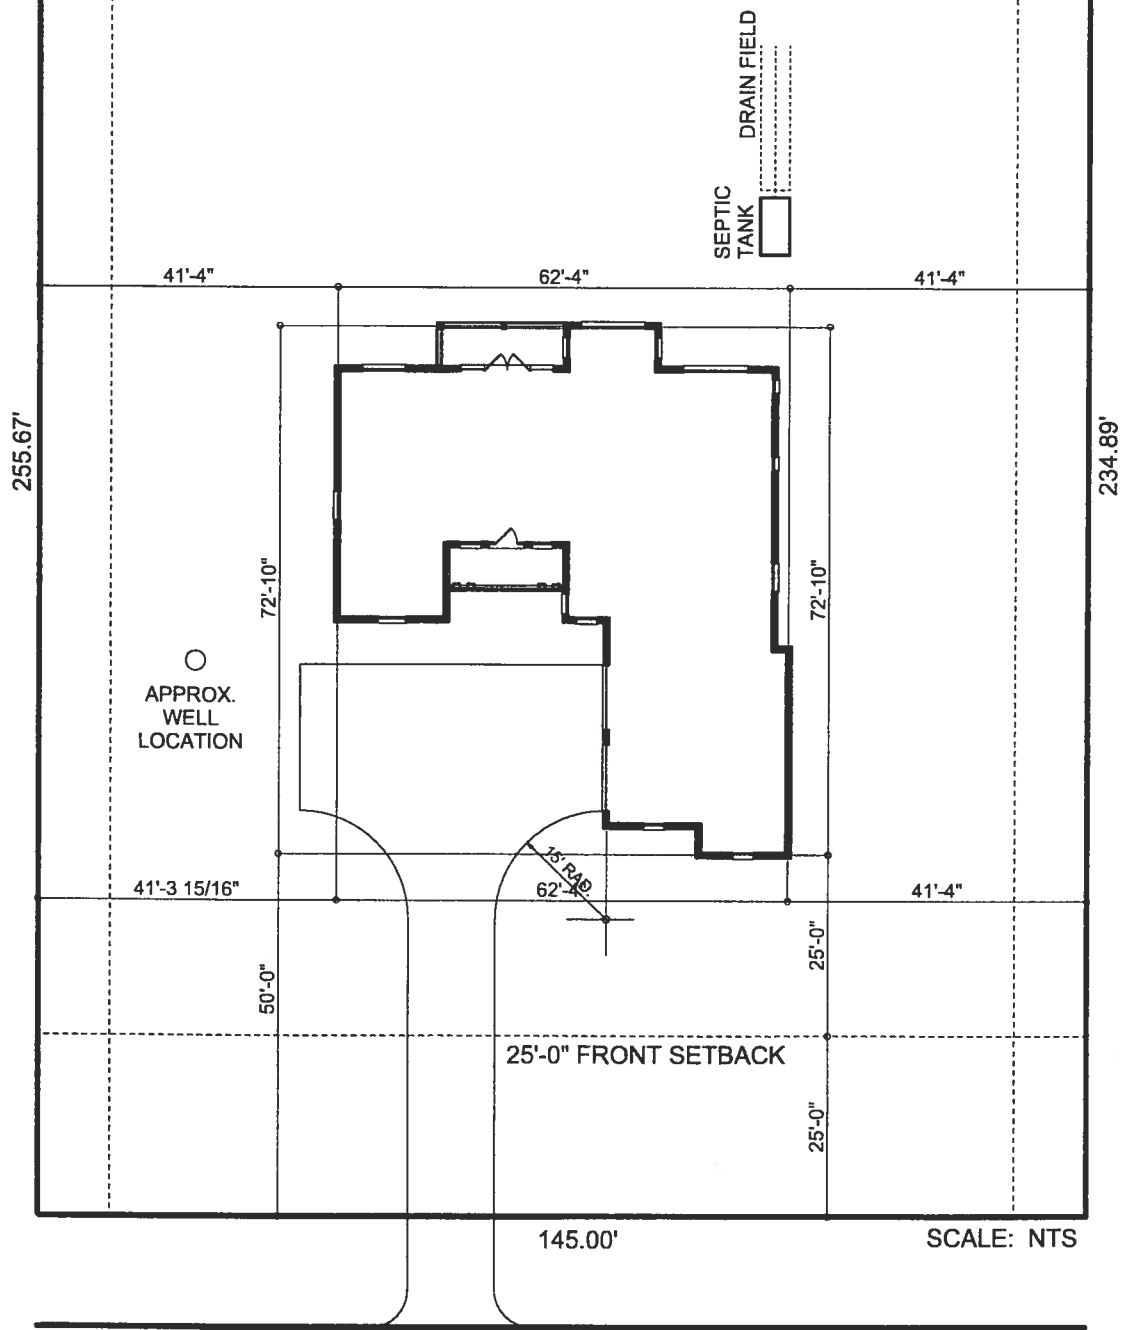 DRAIN FIELD
SEPTIC
TANK
41'-4"
62'-4"
41'-4"
255.67'
234.89'
72'-10"
72'-10"
APPROX.
WELL
LOCATION
15' RAD.
41'-3 15/16"
62'-4"
41'-4"
25'-0"
50'-0"
25'-0" FRONT SETBACK
25'-0"
145.00'
SCALE: NTS